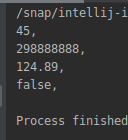 /snap/intellij-i
45,
298888888,
124.89,
false,
Process finished